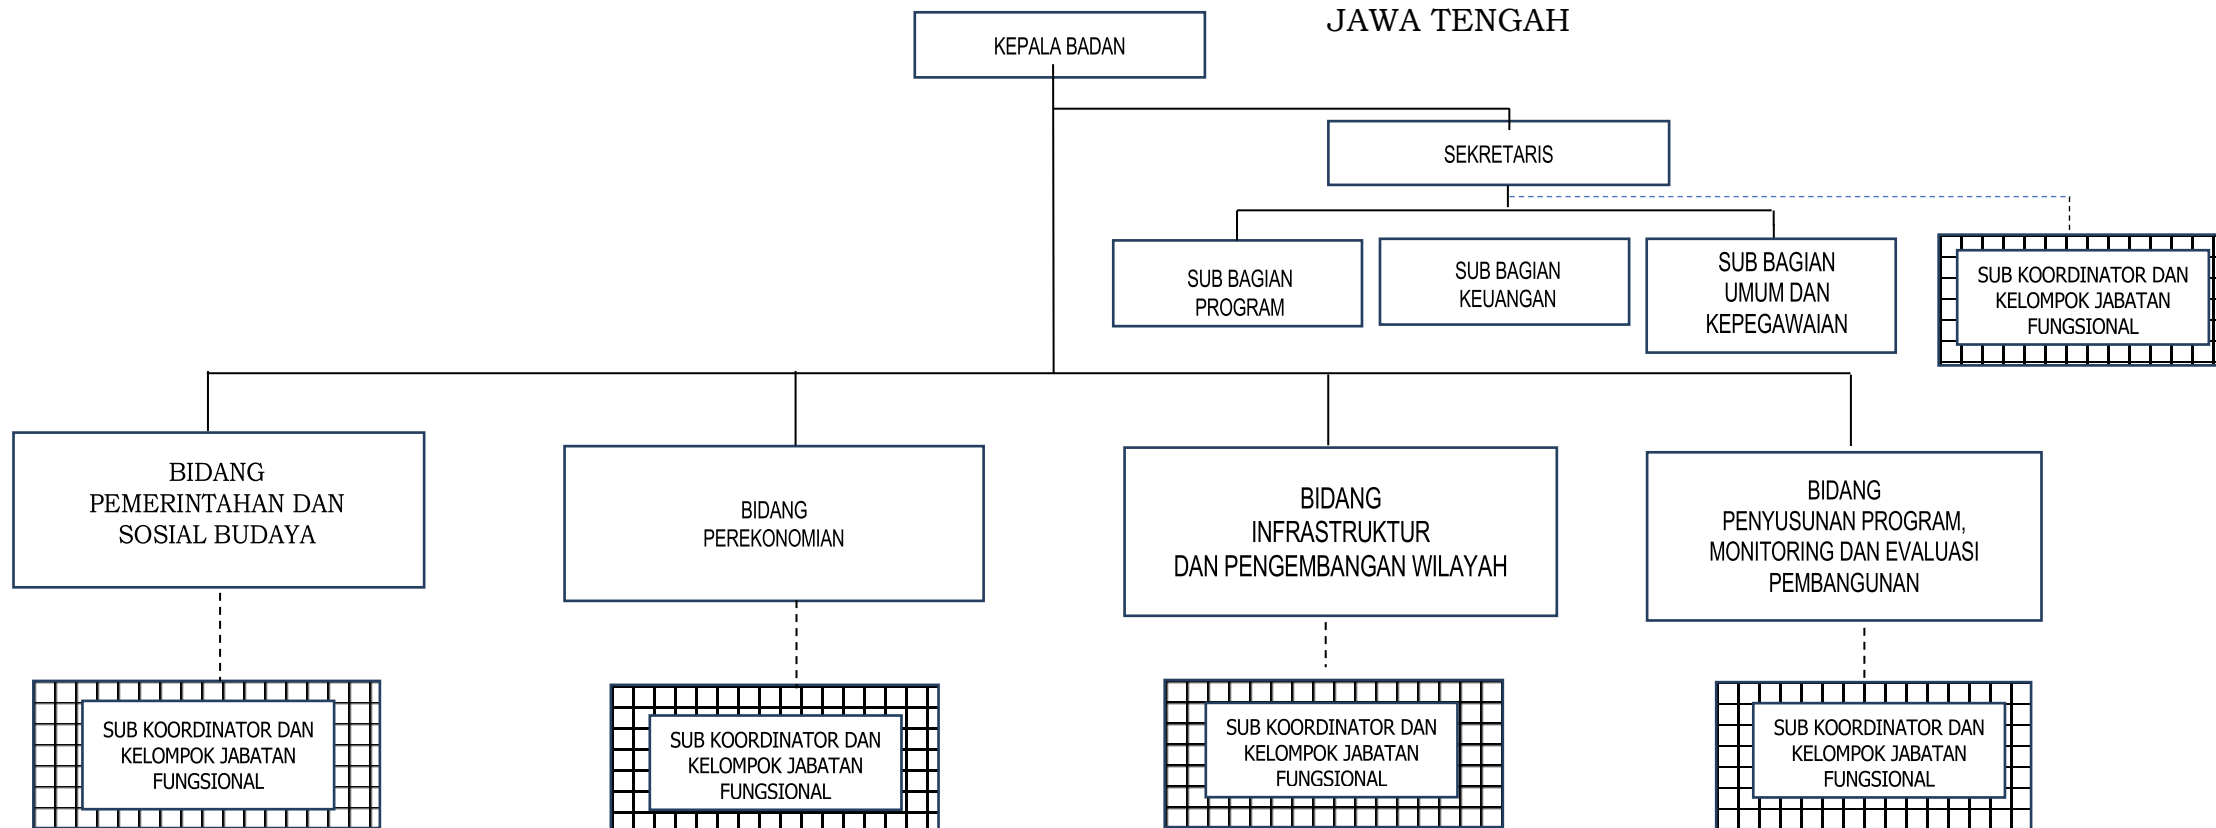 JAWA TENGAH
KEPALA BADAN
SEKRETARIS
SUB BAGIAN
PROGRAM
SUB BAGIAN
KEUANGAN
SUB BAGIAN
UMUM DAN
KEPEGAWAIAN
SUB KOORDINATOR DAN
KELOMPOK JABATAN
FUNGSIONAL
BIDANG
PEMERINTAHAN DAN
SOSIAL BUDAYA
BIDANG
PEREKONOMIAN
BIDANG
INFRASTRUKTUR
DAN PENGEMBANGAN WILAYAH
BIDANG
PENYUSUNAN PROGRAM,
MONITORING DAN EVALUASI
PEMBANGUNAN
SUB KOORDINATOR DAN
KELOMPOK JABATAN
FUNGSIONAL
SUB KOORDINATOR DAN
KELOMPOK JABATAN
FUNGSIONAL
SUB KOORDINATOR DAN
KELOMPOK JABATAN
FUNGSIONAL
SUB KOORDINATOR DAN
KELOMPOK JABATAN
FUNGSIONAL